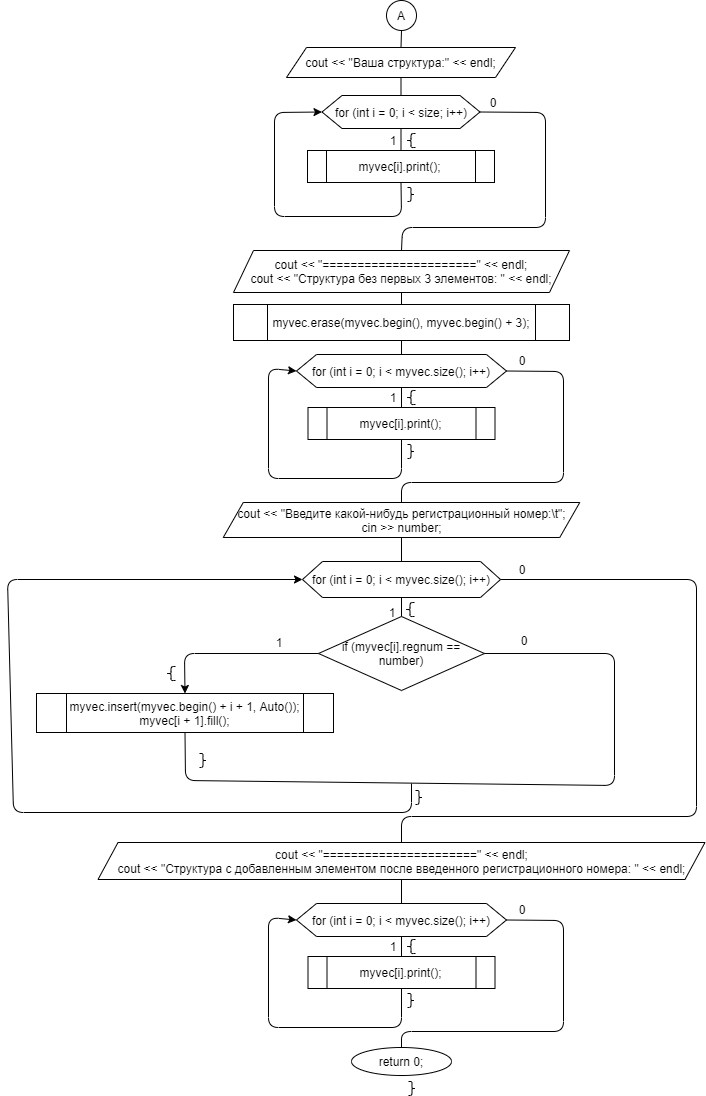 A
cout << "Ваша структура:" << endl;
for (int i = 0; i < size; i++)
0
1
{
myvec[i].print();
}
cout << "======================" << endl;
cout << "Структура без первых 3 элементов: " << endl;
myvec.erase(myvec.begin(), myvec.begin() + 3);
for (int i = 0; i < myvec.size(); i++)
0
1
{
myvec[i].print();
}
cout << "Введите какой-нибудь регистрационный номер:\t";
cin >> number;
for (int i = 0; i < myvec.size(); i++)
0
1
{
if (myvec[i].regnum ==
number)
1
0
{
myvec.insert(myvec.begin() + i + 1, Auto());
myvec[i + 1].fill();
}
}
cout << "======================" << endl;
cout << "Структура с добавленным элементом после введенного регистрационного номера: " << endl;
for (int i = 0; i < myvec.size(); i++)
0
1
{
myvec[i].print();
}
return 0;
}